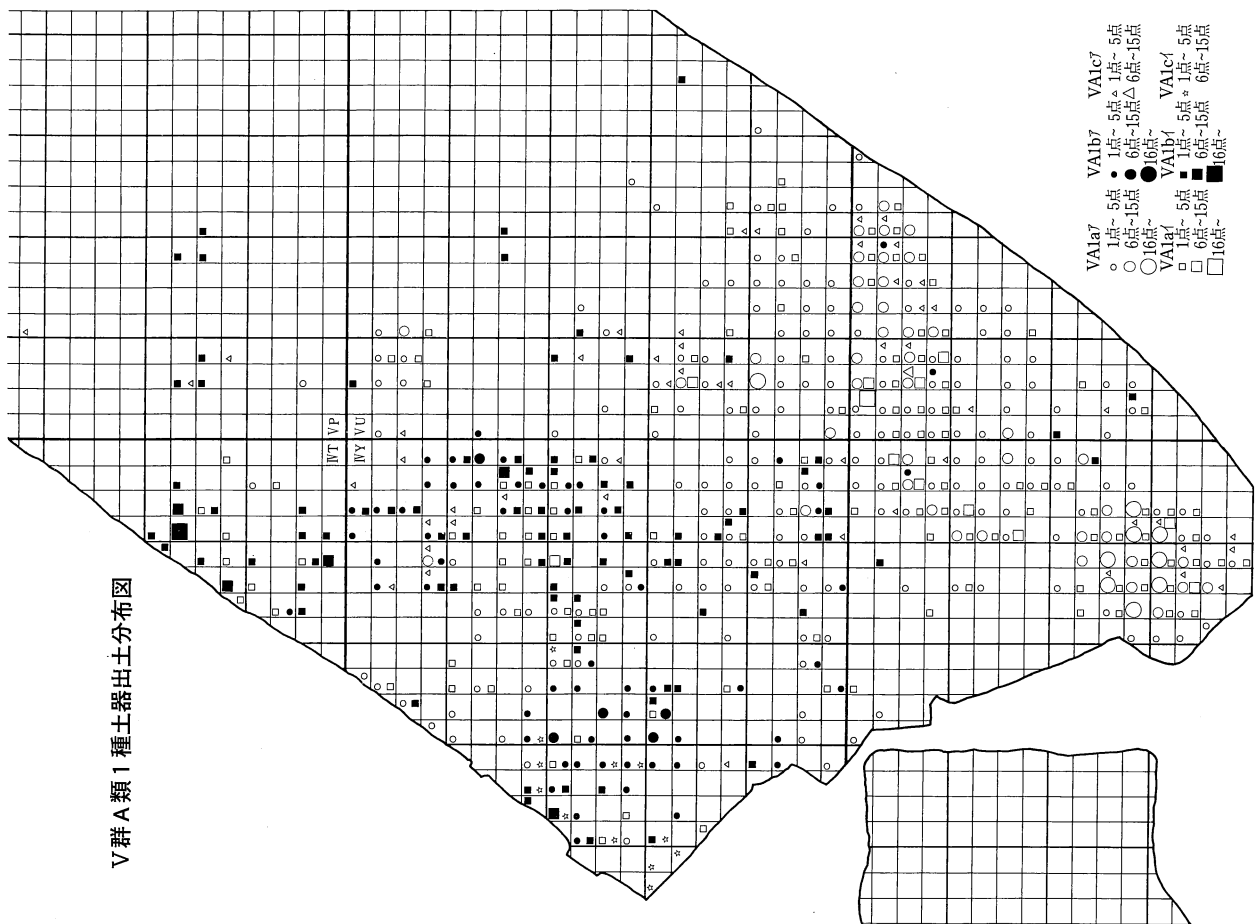 V群A類1種土器出土分布図
VA1aア VA1bア VA1cア
○ 1点~ 5点 ● 1点~ 5点 △ 1点~ 5点
○ 6点~15点 ● 6点~15点 △ 6点~15点
○ 16点~ ● 16点~
VA1aイ VA1bイ VA1cイ
□ 1点~ 5点 ■ 1点~ 5点 ☆ 1点~ 5点
□ 6点~15点 ■ 6点~15点 6点~15点
□ 16点~ ■ 16点~
ⅣT VP
ⅣY VU